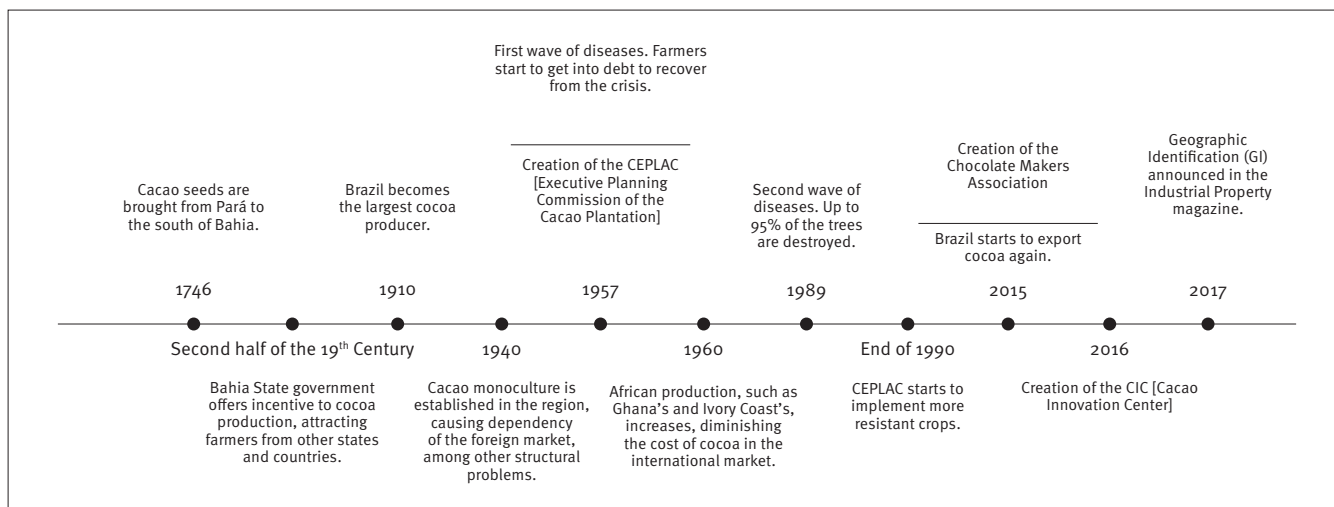 First wave of diseases. Farmers
start to get into debt to recover
from the crisis.
Cacao seeds are
brought from Pará to
the south of Bahia.
Brazil becomes
the largest cocoa
producer.
Creation of the CEPLAC
[Executive Planning
Commission of the
Cacao Plantation]
Second wave of
diseases. Up to
95% of the trees
are destroyed.
Creation of the
Chocolate Makers
Association
Brazil starts to export
cocoa again.
Geographic
Identification (GI)
announced in the
Industrial Property
magazine.
1746
1910
1957
1989
2015
2017
Second half of the 19th Century
1940
1960
End of 1990
2016
Bahia State government
offers incentive to cocoa
production, attracting
farmers from other states
and countries.
Cacao monoculture is
established in the region,
causing dependency
of the foreign market,
among other structural
problems.
African production, such as
Ghana's and Ivory Coast's,
increases, diminishing
the cost of cocoa in the
international market.
CEPLAC starts to
implement more
resistant crops.
Creation of the CIC [Cacao
Innovation Center]